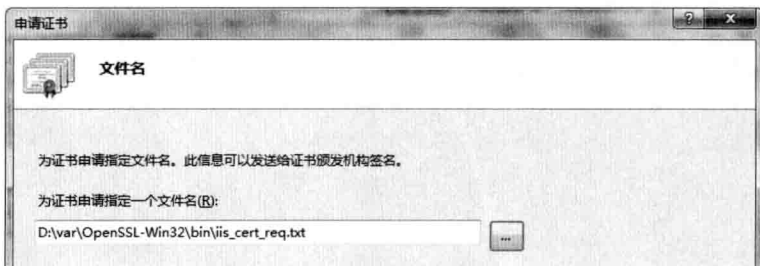 申请证书
文件名
为证书申请指定文件名。此信息可以发送给证书颁发机构签名。
为证书申请指定一个文件名(R):
D:\var\OpenSSL-Win32\bin\iis_cert_req.txt
...